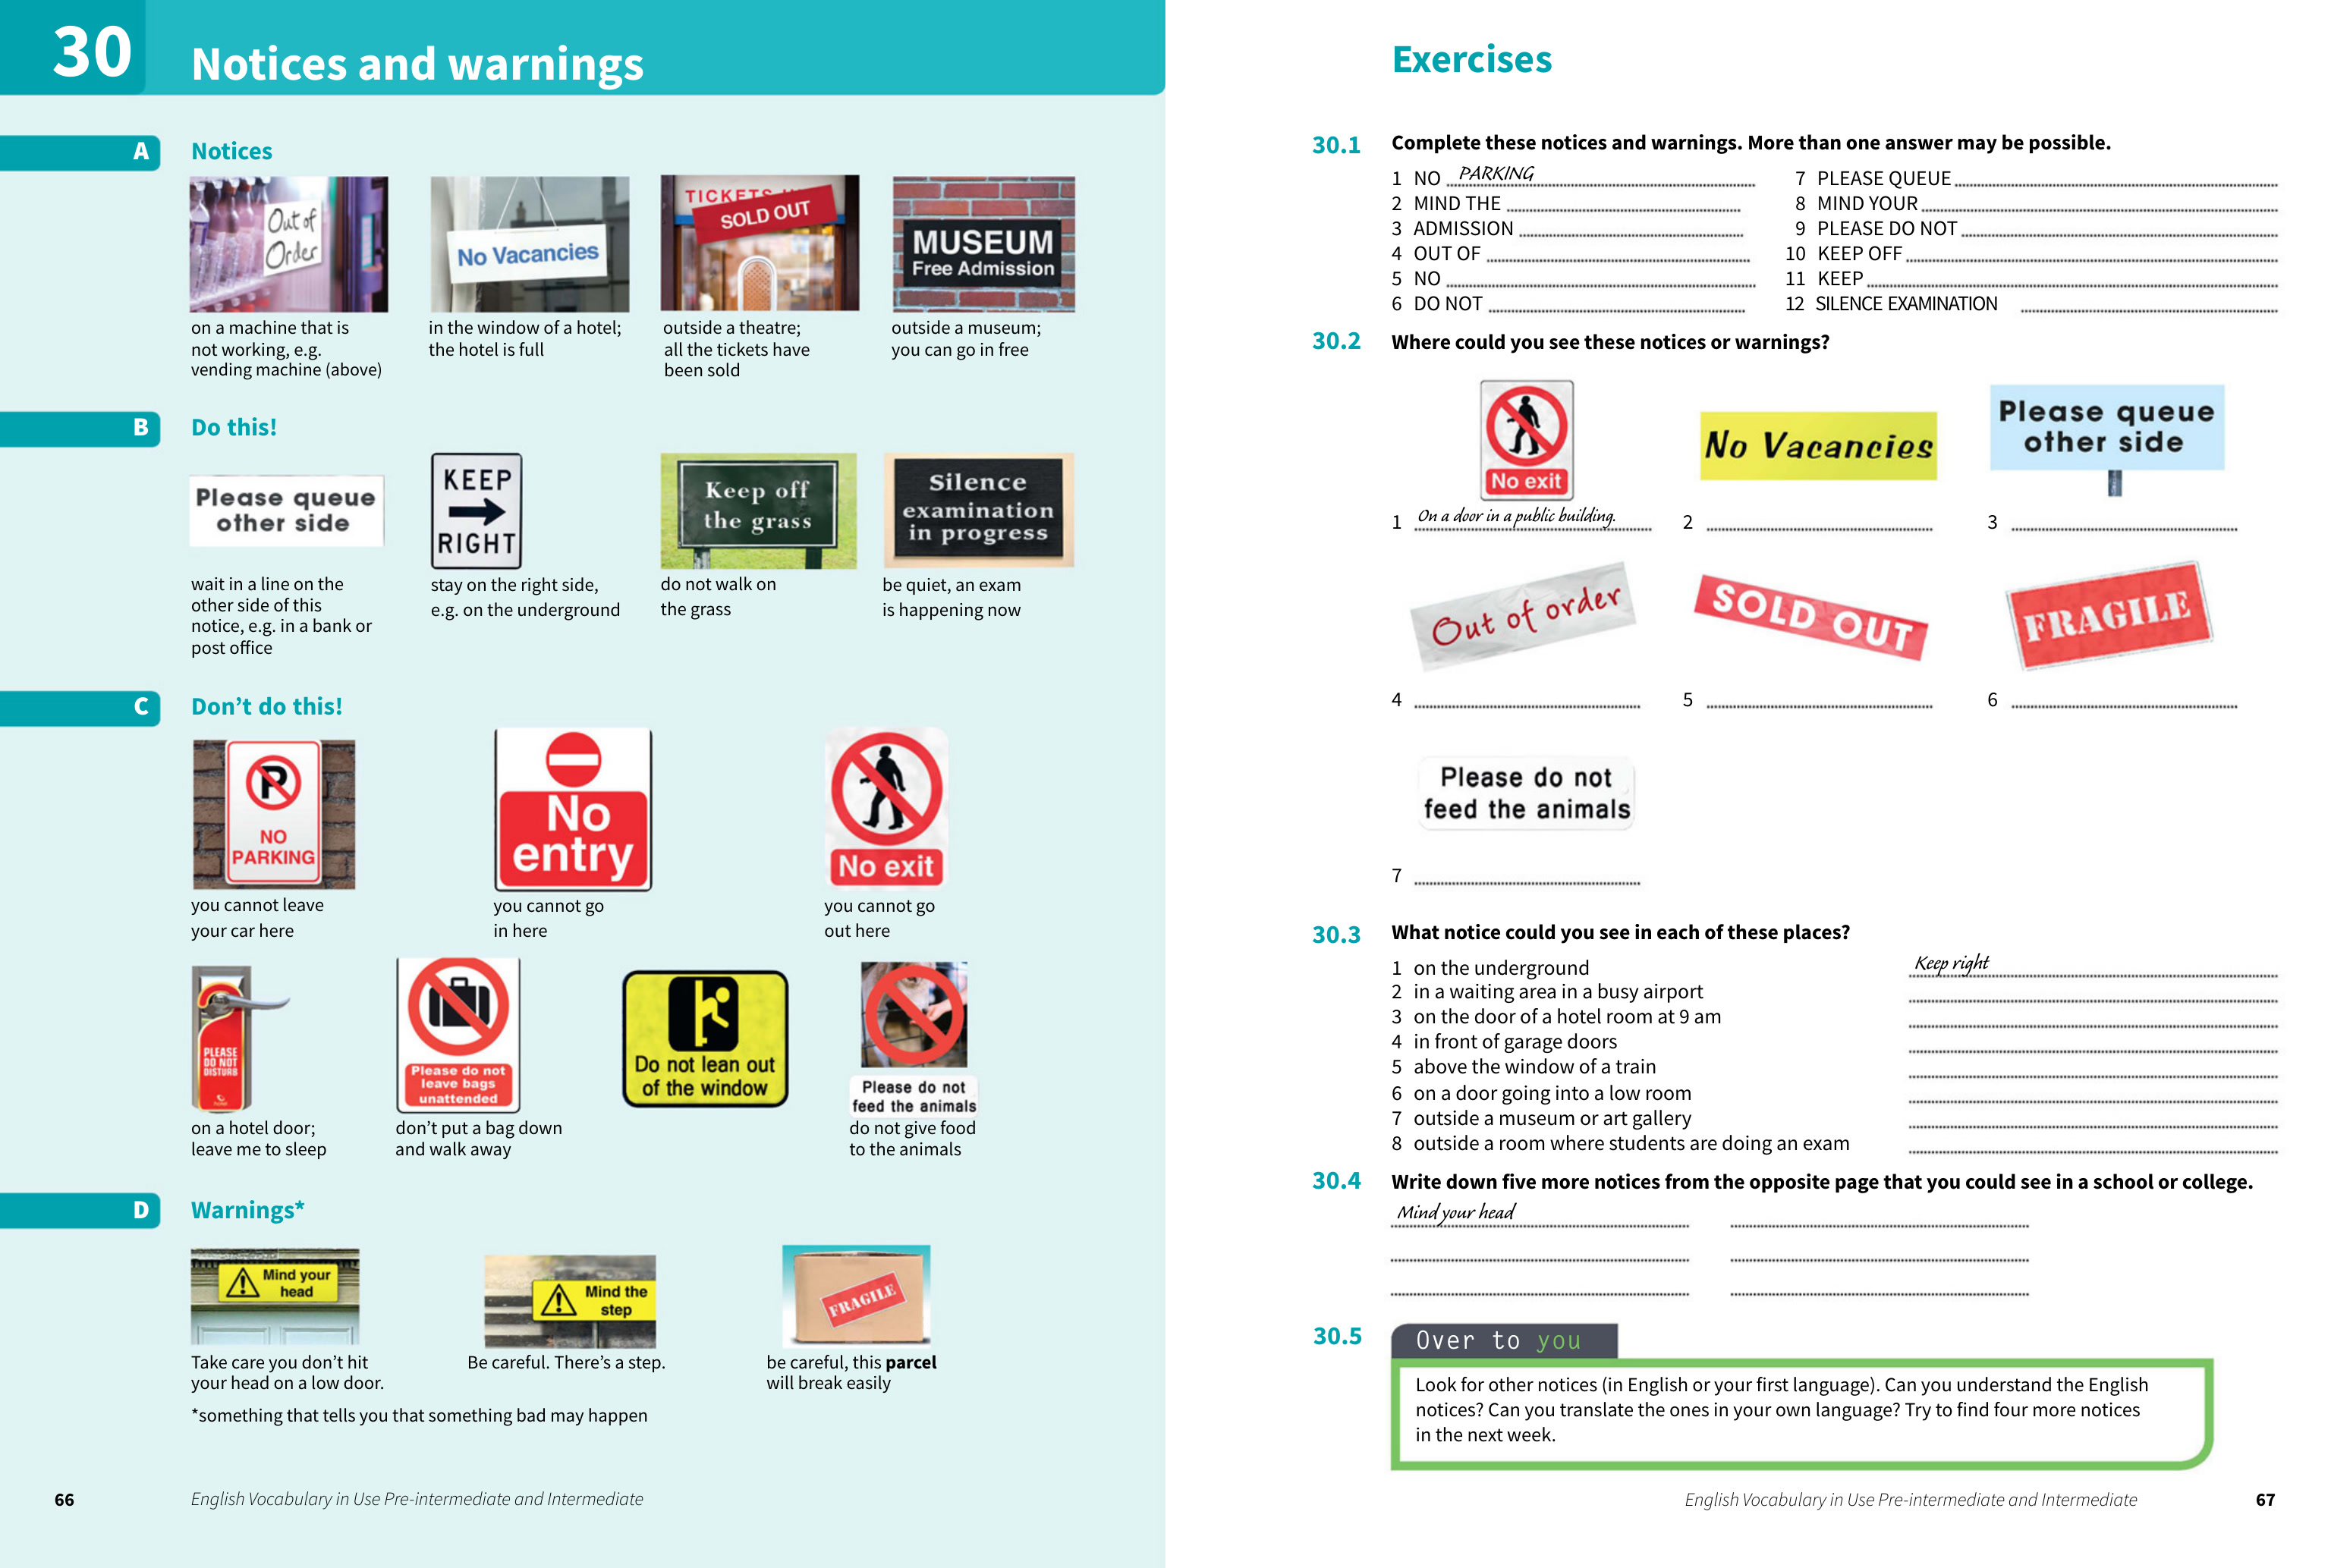 30
Notices and warnings
A
Notices
Out of
Order
No Vacancies
TICKETS
SOLD OUT
MUSEUM
Free Admission
on a machine that is
not working, e.g.
vending machine (above)
in the window of a hotel;
the hotel is full
outside a theatre;
all the tickets have
been sold
outside a museum;
you can go in free
B
Do this!
Please queue
other side
KEEP
RIGHT
Keep off
the grass
Silence
examination
in progress
wait in a line on the
other side of this
notice, e.g. in a bank or
post office
stay on the right side,
e.g. on the underground
do not walk on
the grass
be quiet, an exam
is happening now
C
Don't do this!
P
NO
PARKING
No
entry
No exit
you cannot leave
your car here
you cannot go
in here
you cannot go
out here
PLEASE
DO NOT
DISTURB
Please do not
leave bags
unattended
Do not lean out
of the window
Please do not
feed the animals
on a hotel door;
leave me to sleep
don't put a bag down
and walk away
do not give food
to the animals
D
Warnings*
Mind your
head
Mind the
step
FRAGILE
Take care you don't hit
your head on a low door.
Be careful. There's a step.
be careful, this parcel
will break easily
*something that tells you that something bad may happen
66
English Vocabulary in Use Pre-intermediate and Intermediate
Exercises
30.1 Complete these notices and warnings. More than one answer may be possible.
1 NO PARKING
2 MIND THE
3 ADMISSION
4 OUT OF
5 NO
6 DO NOT
7 PLEASE QUEUE
8 MIND YOUR
9 PLEASE DO NOT
10 KEEP OFF
11 KEEP
12 SILENCE EXAMINATION
30.2 Where could you see these notices or warnings?
No exit
No Vacancies
Please queue
other side
1 On a door in a public building.
2
3
Out of order
SOLD OUT
FRAGILE
4
5
6
Please do not
feed the animals
7
30.3 What notice could you see in each of these places?
1 on the underground Keep right
2 in a waiting area in a busy airport
3 on the door of a hotel room at 9 am
4 in front of garage doors
5 above the window of a train
6 on a door going into a low room
7 outside a museum or art gallery
8 outside a room where students are doing an exam
30.4 Write down five more notices from the opposite page that you could see in a school or college.
Mind your head
30.5 Over to you
Look for other notices (in English or your first language). Can you understand the English
notices? Can you translate the ones in your own language? Try to find four more notices
in the next week.
English Vocabulary in Use Pre-intermediate and Intermediate
67